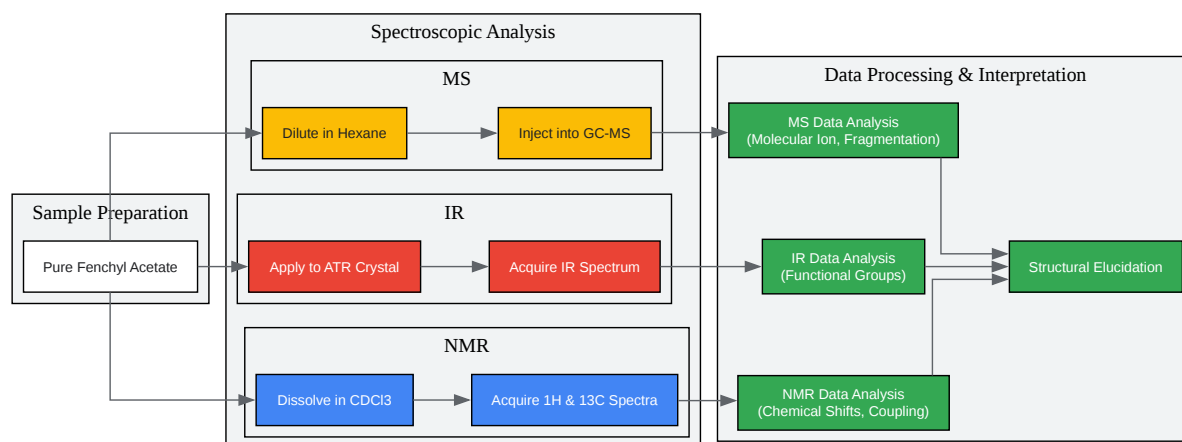 Spectroscopic Analysis
MS
Dilute in Hexane
Inject into GC-MS
Data Processing & Interpretation
MS Data Analysis
(Molecular Ion, Fragmentation)
Sample Preparation
Pure Fenchyl Acetate
IR
Apply to ATR Crystal
Acquire IR Spectrum
IR Data Analysis
(Functional Groups)
Structural Elucidation
NMR
Dissolve in CDCl3
Acquire 1H & 13C Spectra
NMR Data Analysis
(Chemical Shifts, Coupling)